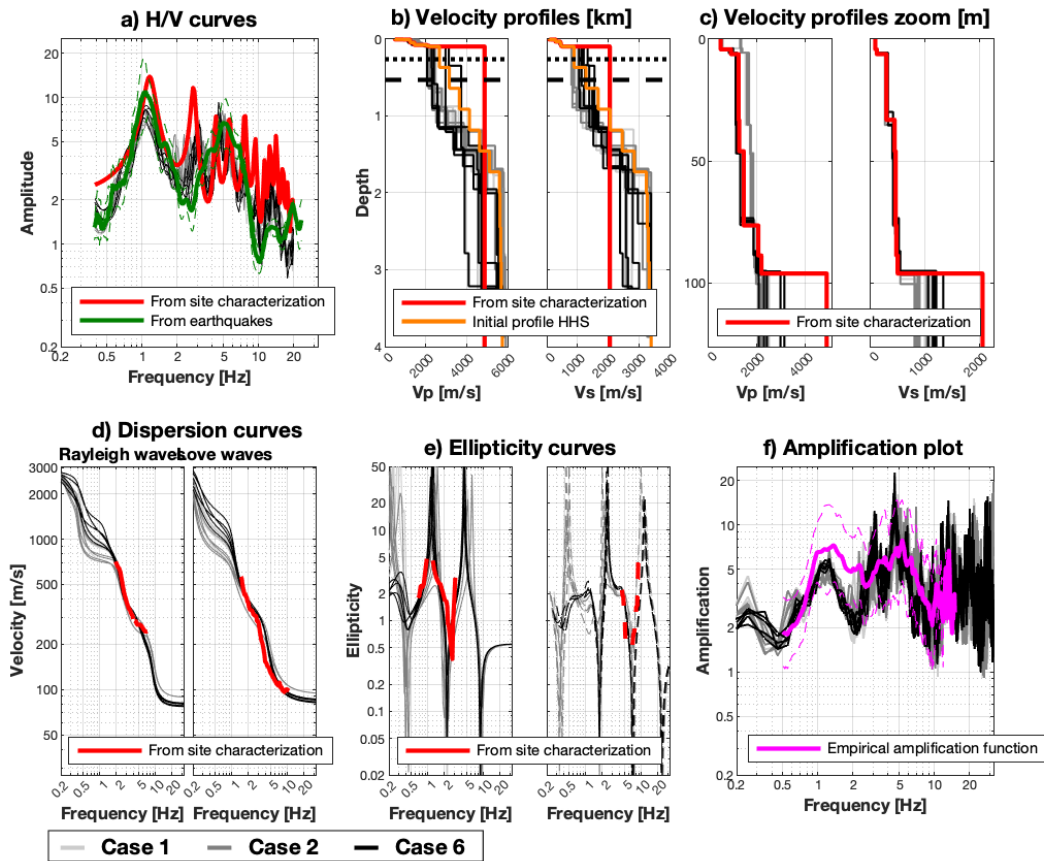 a) H/V curves
Amplitude
10
5
2
1
0.5
0.2
From site characterization
From earthquakes
0.2 0.5 1 2 5 10 20
Frequency [Hz]
b) Velocity profiles [km]
Depth
0
1
2
3
4
From site characterization
Initial profile HHS
0 2000 4000 6000
0 1000 2000 3000 4000
Vp [m/s] Vs [m/s]
c) Velocity profiles zoom [m]
0
50
100
From site characterization
0 2000 4000
0 1000 2000
Vp [m/s] Vs [m/s]
d) Dispersion curves
Rayleigh waves Love waves
Velocity [m/s]
3000
2000
1000
500
200
100
50
From site characterization
0.2 0.5 1 2 5 10 20
0.2 0.5 1 2 5 10 20
Frequency [Hz] Frequency [Hz]
e) Ellipticity curves
Ellipticity
50
20
10
5
2
1
0.5
0.2
0.1
0.05
0.02
From site characterization
0.2 0.5 1 2 5 10 20
0.2 0.5 1 2 5 10 20
Frequency [Hz] Frequency [Hz]
f) Amplification plot
Amplification
20
10
5
2
1
0.5
0.2
Empirical amplification function
0.2 0.5 1 2 5 10 20
Frequency [Hz]
Case 1 Case 2 Case 6